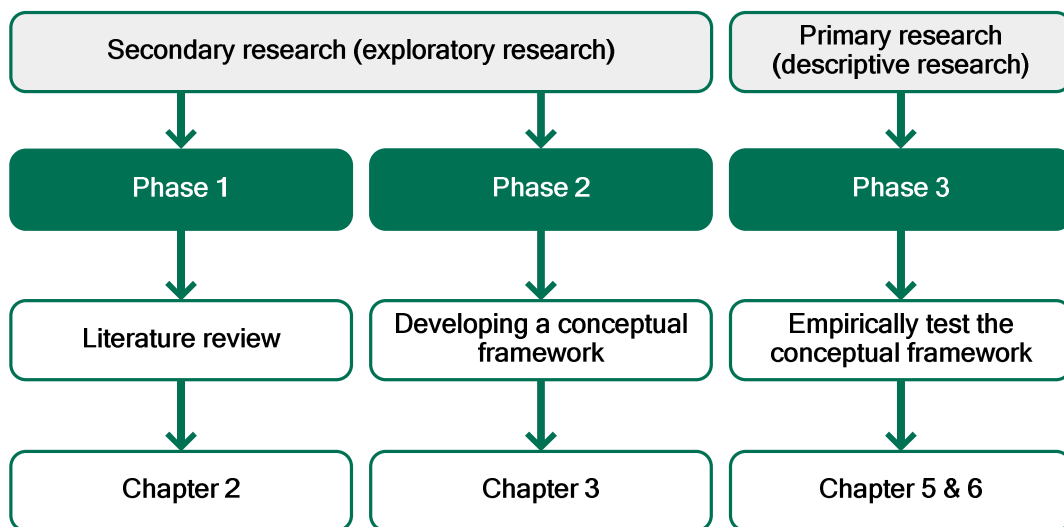 Secondary research (exploratory research)
Primary research
(descriptive research)
Phase 1
Phase 2
Phase 3
Literature review
Developing a conceptual
framework
Empirically test the
conceptual framework
Chapter 2
Chapter 3
Chapter 5 & 6